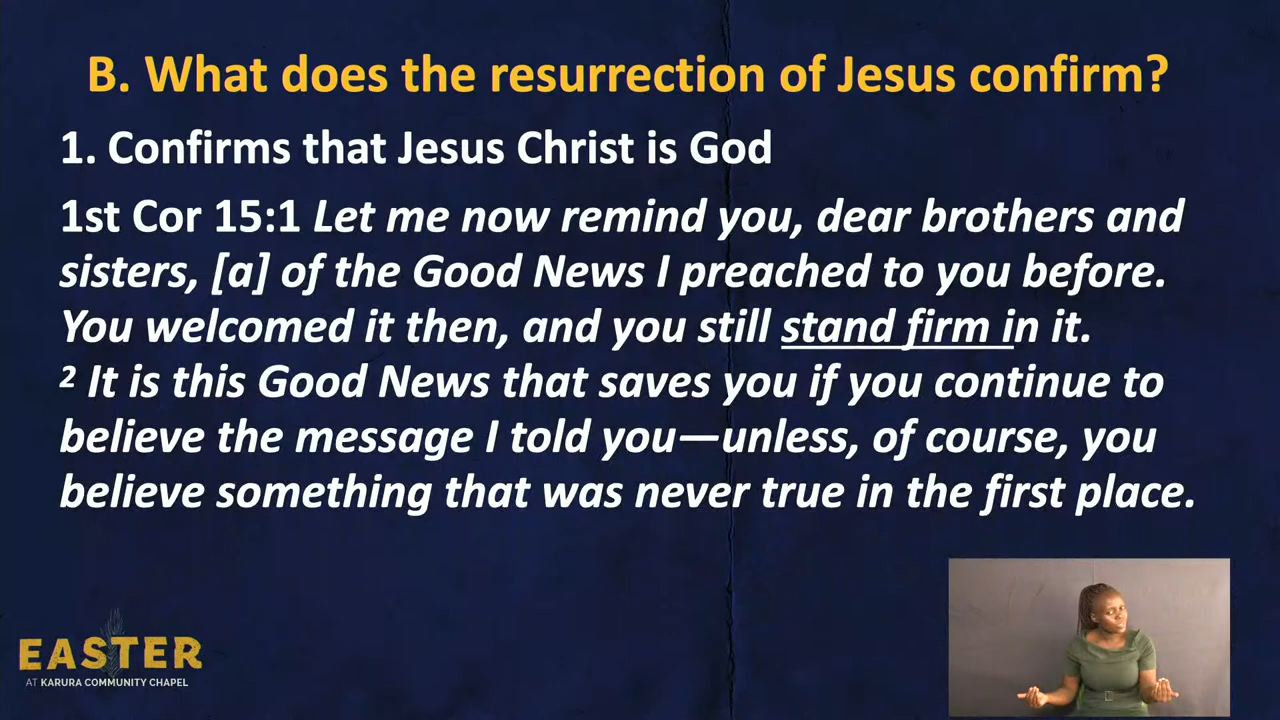 B. What does the resurrection of Jesus confirm?
1. Confirms that Jesus Christ is God
1st Cor 15:1 Let me now remind you, dear brothers and
sisters, [a] of the Good News I preached to you before.
You welcomed it then, and you still stand firm in it.
2 It is this Good News that saves you if you continue to
believe the message I told you—unless, of course, you
believe something that was never true in the first place.
EASTER
AT KARURA COMMUNITY CHAPEL